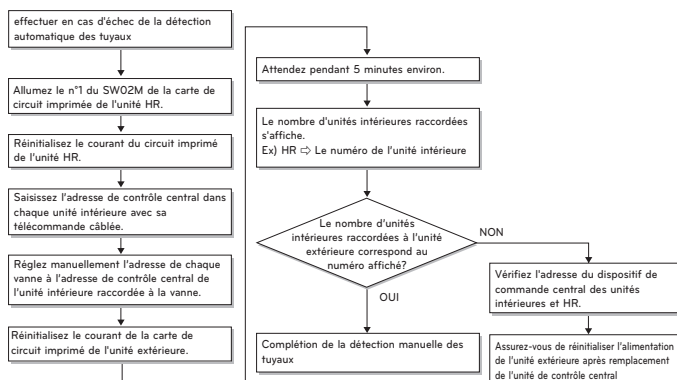 effectuer en cas d'échec de la détection
automatique des tuyaux
Allumez le n°1 du SW02M de la carte de
circuit imprimée de l'unité HR.
Réinitialisez le courant du circuit imprimé
de l'unité HR.
Saisissez l'adresse de contrôle central dans
chaque unité intérieure avec sa
télécommande câblée.
Réglez manuellement l'adresse de chaque
vanne à l'adresse de contrôle central de
l'unité intérieure raccordée à la vanne.
Réinitialisez le courant de la carte de
circuit imprimé de l'unité extérieure.
Attendez pendant 5 minutes environ.
Le nombre d'unités intérieures raccordées
s'affiche.
Ex) HR ⇨ Le numéro de l'unité intérieure
Le nombre d'unités
intérieures raccordées à l'unité
extérieure correspond au
numéro affiché?
NON
OUI
Complétion de la détection manuelle des
tuyaux
Vérifiez l'adresse du dispositif de
commande central des unités
intérieures et HR.
Assurez-vous de réinitialiser l'alimentation
de l'unité extérieure après remplacement
de l'unité de contrôle central